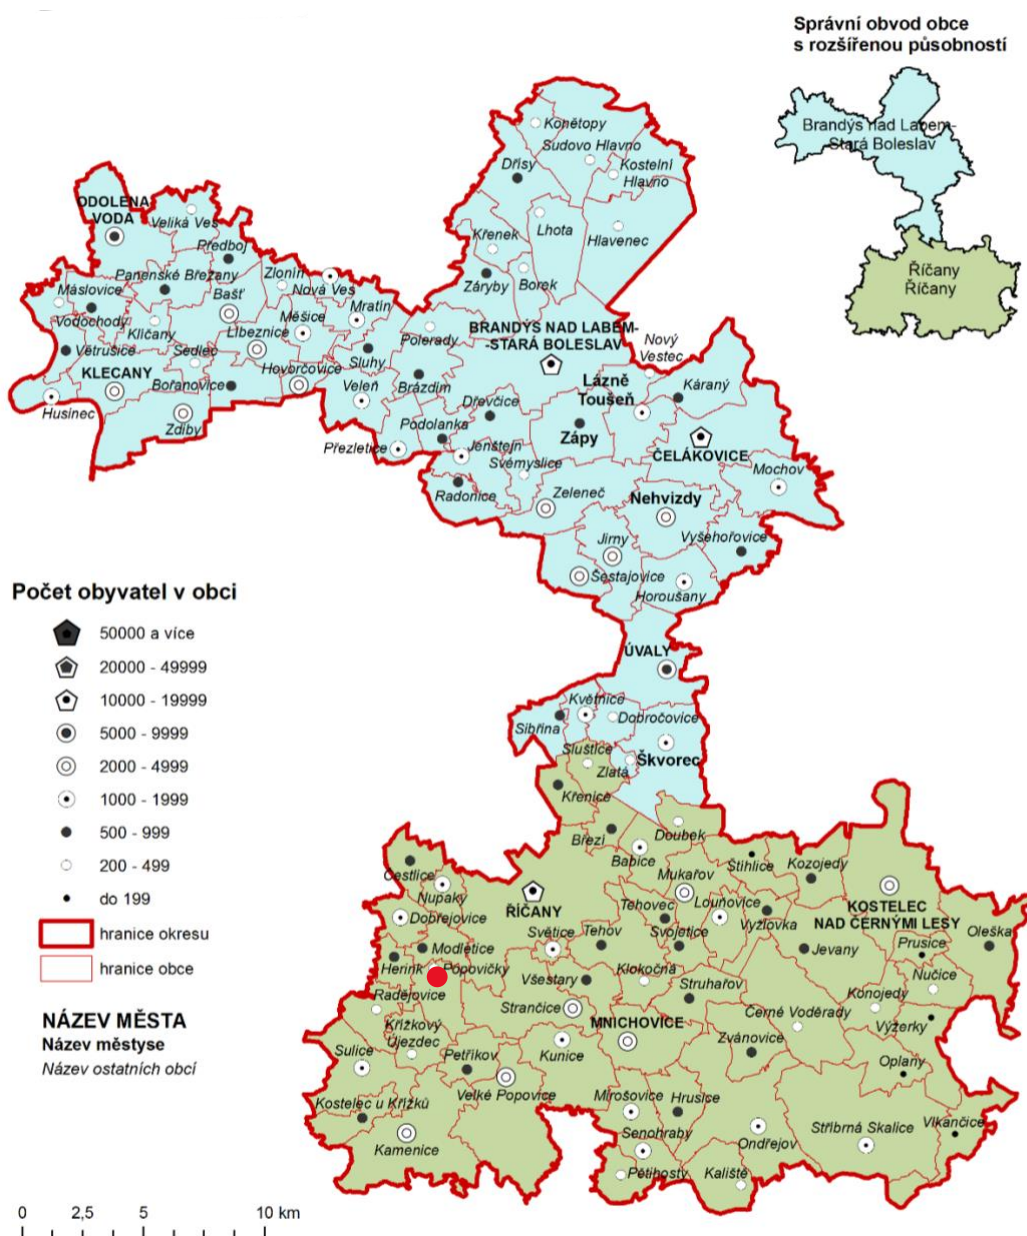 Správní obvod obce
s rozšířenou působností
Brandýs nad Labem-
Stará Boleslav
Říčany
Říčany
Konětopy
Sudovo Hlavno
Dřísy
Kostelní
Hlavno
Lhota
Hlavenec
Křenek
Záryby
Borek
ODOLENA
VODA
Veliká Ves
Předboj
Panenské Břežany
Zlonín
Nová Ves
Máslovice
Bašť
Vodochody
Klíčany
Líbeznice
Měšice
Mratín
Polerady
BRANDÝS NAD LABEM-
-STARÁ BOLESLAV
Nový
Vestec
Větrušice
Sedlec
Hovorčovice
Sluhy
Lázně
Toušeň
Káraný
KLECANY
Bořanovice
Veleň
Brázdim
Dřevčice
Husinec
Zdiby
Podolanka
Zápy
Přezletice
Jenštejn
Svémyslice
ČELÁKOVICE
Mochov
Radonice
Zeleneč
Nehvizdy
Jirny
Vyšehořovice
Šestajovice
Horoušany
ÚVALY
Květnice
Dobročovice
Sibřina
Sluštice
Zlatá
Škvorec
Křenice
Březí
Doubek
Babice
Štíhlice
Kozojedy
Čestlice
Nupaky
Mukařov
Dobřejovice
ŘÍČANY
Tehovec
Louňovice
Vyžlovka
KOSTELEC
NAD ČERNÝMI LESY
Modletice
Světice
Tehov
Svojetice
Jevany
Prusice
Oleška
Herink
Popovičky
Všestary
Klokočná
Nučice
Radějovice
Strančice
Struhařov
Konojedy
Křížkový
Újezdec
MNICHOVICE
Černé Voděrady
Výžerky
Sulice
Petříkov
Kunice
Zvánovice
Oplany
Kostelec u Křížků
Velké Popovice
Mirošovice
Hrusice
Kamenice
Senohraby
Ondřejov
Stříbrná Skalice
Vlkančice
Pětihosty
Kaliště
Počet obyvatel v obci
50000 a více
20000 - 49999
10000 - 19999
5000 - 9999
2000 - 4999
1000 - 1999
500 - 999
200 - 499
do 199
hranice okresu
hranice obce
NÁZEV MĚSTA
Název městyse
Název ostatních obcí
0 2,5 5 10 km